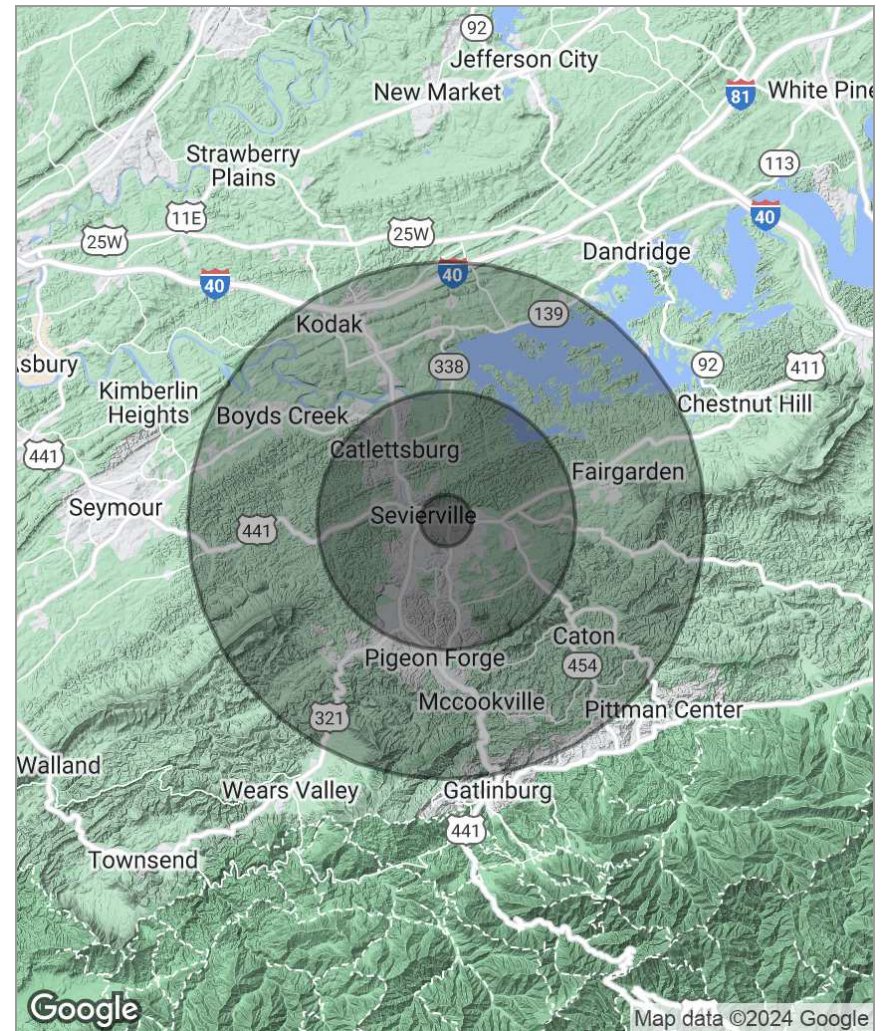 92
Jefferson City
New Market
81
White Pine
Strawberry
Plains
113
11E
25W
25W
40
Dandridge
40
40
139
Kodak
338
Asbury
92
411
Kimberlin
Heights
Boyds Creek
Chestnut Hill
441
Catlettsburg
Fairgarden
Seymour
Sevierville
441
Caton
Pigeon Forge
454
Mccookville
Pittman Center
321
Walland
Wears Valley
Gatlinburg
441
Townsend
Google
Map data ©2024 Google